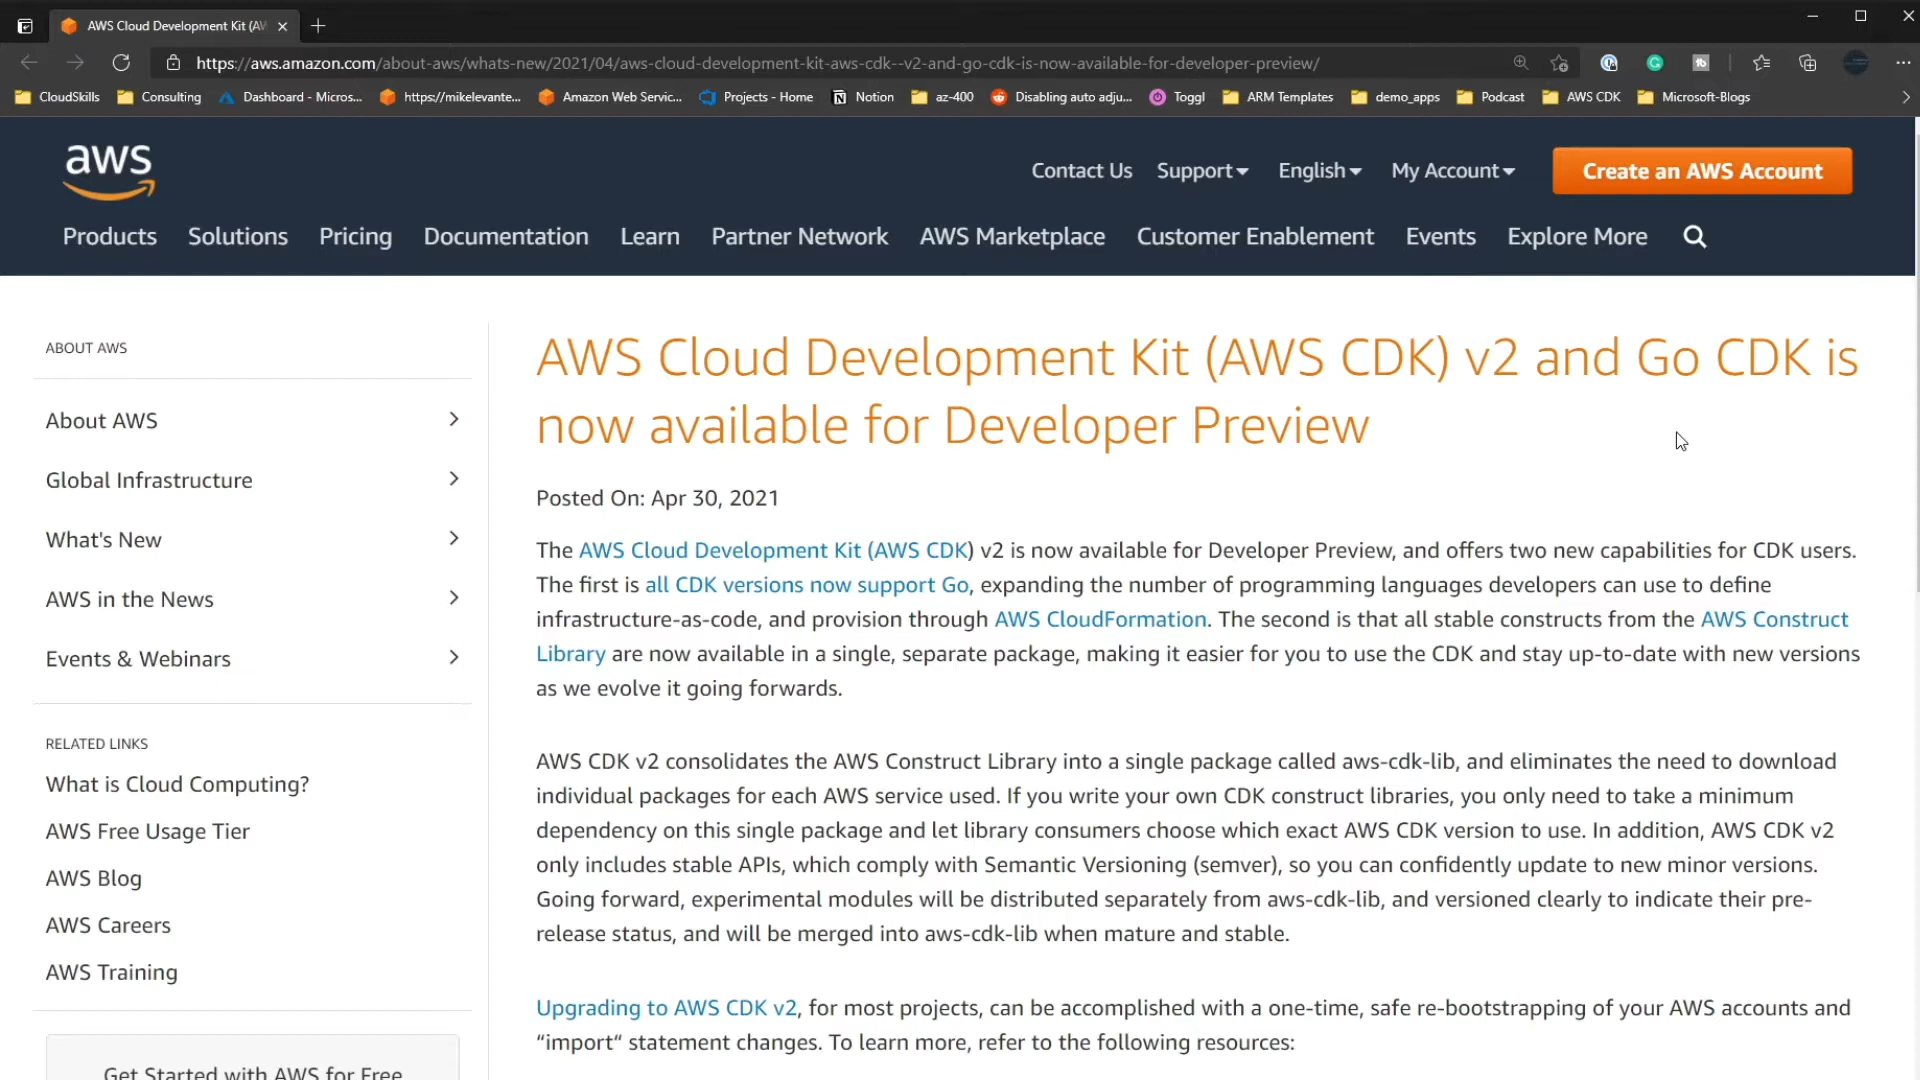 AWS Cloud Development Kit (AW
https://aws.amazon.com/about-aws/whats-new/2021/04/aws-cloud-development-kit-aws-cdk--v2-and-go-cdk-is-now-available-for-developer-preview/
CloudSkills Consulting Dashboard - Micros... https://mikelevante... Amazon Web Servic... Projects - Home Notion az-400 Disabling auto adju... Toggl ARM Templates demo_apps Podcast AWS CDK Microsoft-Blogs
aws
Contact Us Support English My Account Create an AWS Account
Products Solutions Pricing Documentation Learn Partner Network AWS Marketplace Customer Enablement Events Explore More
ABOUT AWS
About AWS
Global Infrastructure
What's New
AWS in the News
Events & Webinars
RELATED LINKS
What is Cloud Computing?
AWS Free Usage Tier
AWS Blog
AWS Careers
AWS Training
Get Started with AWS for Free
AWS Cloud Development Kit (AWS CDK) v2 and Go CDK is
now available for Developer Preview
Posted On: Apr 30, 2021
The AWS Cloud Development Kit (AWS CDK) v2 is now available for Developer Preview, and offers two new capabilities for CDK users.
The first is all CDK versions now support Go, expanding the number of programming languages developers can use to define
infrastructure-as-code, and provision through AWS CloudFormation. The second is that all stable constructs from the AWS Construct
Library are now available in a single, separate package, making it easier for you to use the CDK and stay up-to-date with new versions
as we evolve it going forwards.
AWS CDK v2 consolidates the AWS Construct Library into a single package called aws-cdk-lib, and eliminates the need to download
individual packages for each AWS service used. If you write your own CDK construct libraries, you only need to take a minimum
dependency on this single package and let library consumers choose which exact AWS CDK version to use. In addition, AWS CDK v2
only includes stable APIs, which comply with Semantic Versioning (semver), so you can confidently update to new minor versions.
Going forward, experimental modules will be distributed separately from aws-cdk-lib, and versioned clearly to indicate their pre-
release status, and will be merged into aws-cdk-lib when mature and stable.
Upgrading to AWS CDK v2, for most projects, can be accomplished with a one-time, safe re-bootstrapping of your AWS accounts and
“import“ statement changes. To learn more, refer to the following resources: